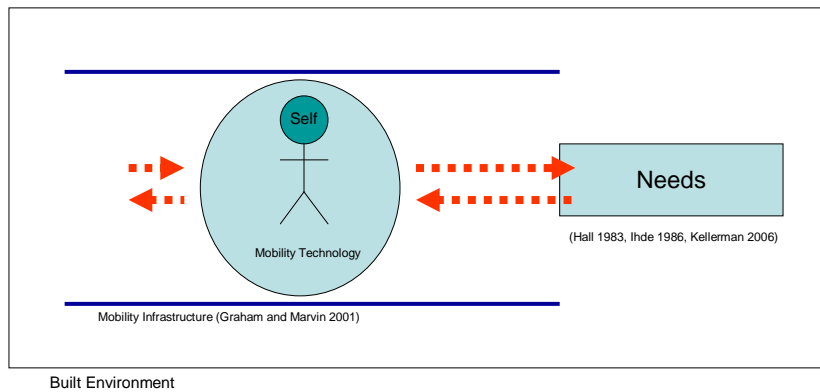 Self
Needs
Mobility Technology
(Hall 1983, Ihde 1986, Kellerman 2006)
Mobility Infrastructure (Graham and Marvin 2001)
Built Environment